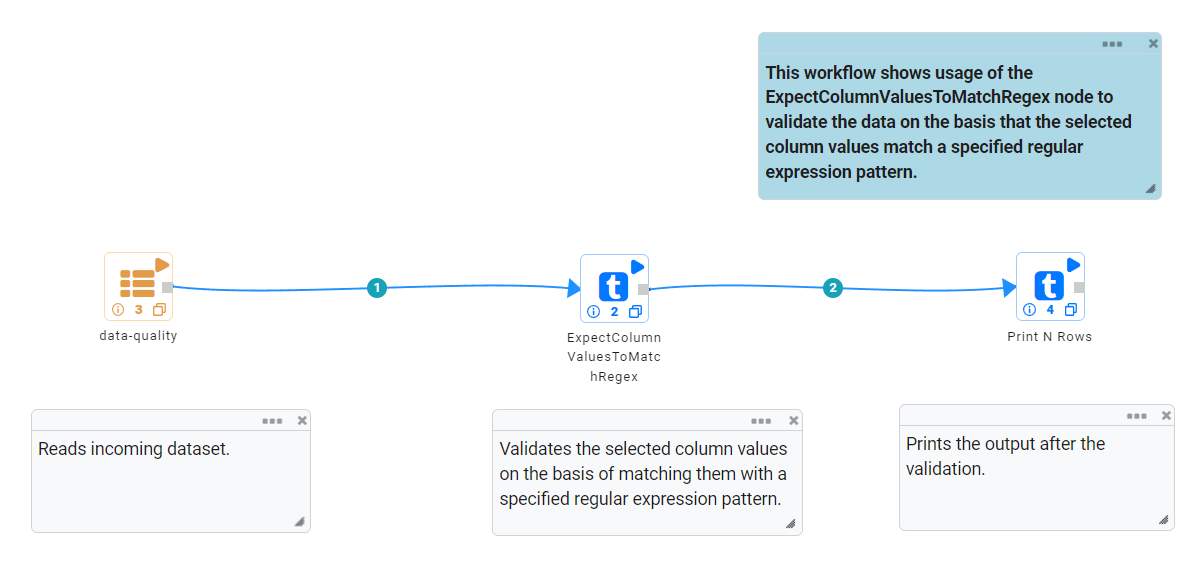 This workflow shows usage of the
ExpectColumnValuesToMatchRegex node to
validate the data on the basis that the selected
column values match a specified regular
expression pattern.
1
2
3
data-quality
t
2
ExpectColumn
ValuesToMatc
hRegex
t
4
Print N Rows
Reads incoming dataset.
Validates the selected column values
on the basis of matching them with a
specified regular expression pattern.
Prints the output after the
validation.